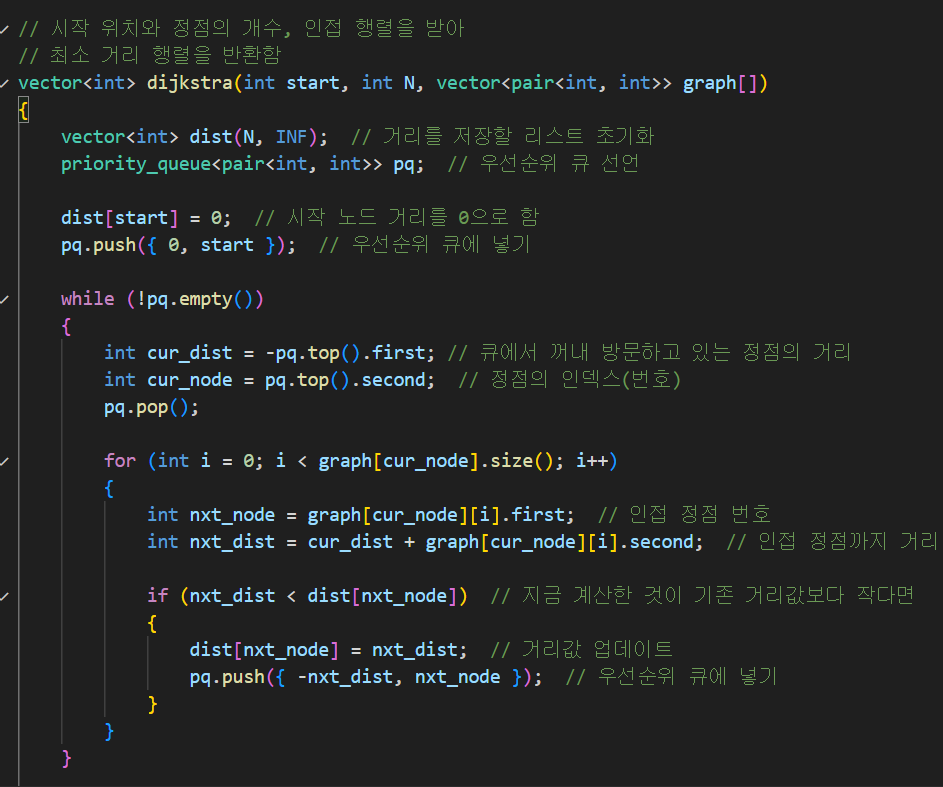 // 시작 위치와 정점의 개수, 인접 행렬을 받아
// 최소 거리 행렬을 반환함
vector<int> dijkstra(int start, int N, vector<pair<int, int>> graph[])
{
    vector<int> dist(N, INF);  // 거리를 저장할 리스트 초기화
    priority_queue<pair<int, int>> pq;  // 우선순위 큐 선언

    dist[start] = 0;  // 시작 노드 거리를 0으로 함
    pq.push({ 0, start });  // 우선순위 큐에 넣기

    while (!pq.empty())
    {
        int cur_dist = -pq.top().first; // 큐에서 꺼내 방문하고 있는 정점의 거리
        int cur_node = pq.top().second;  // 정점의 인덱스(번호)
        pq.pop();

        for (int i = 0; i < graph[cur_node].size(); i++)
        {
            int nxt_node = graph[cur_node][i].first;  // 인접 정점 번호
            int nxt_dist = cur_dist + graph[cur_node][i].second;  // 인접 정점까지 거리

            if (nxt_dist < dist[nxt_node])  // 지금 계산한 것이 기존 거리값보다 작다면
            {
                dist[nxt_node] = nxt_dist;  // 거리값 업데이트
                pq.push({ -nxt_dist, nxt_node });  // 우선순위 큐에 넣기
            }
        }
    }